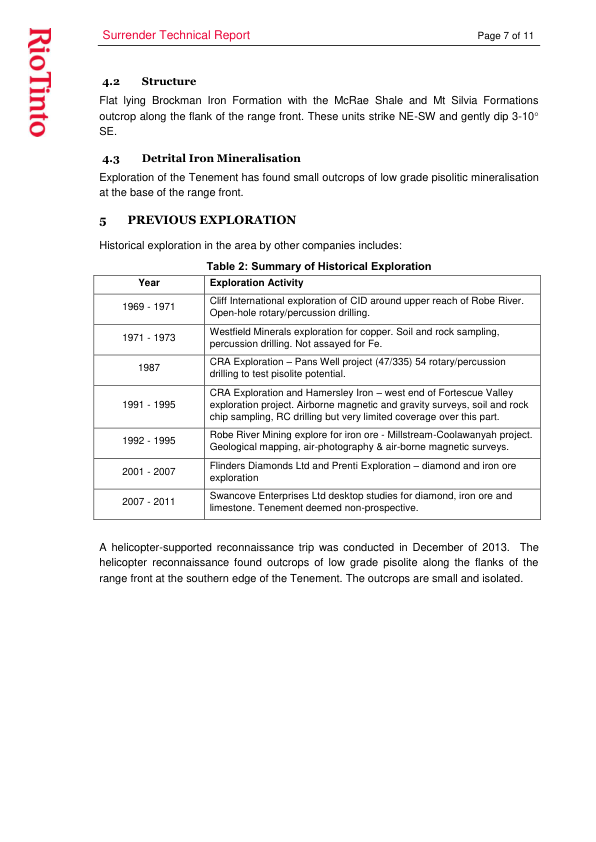 RioTinto
Surrender Technical Report
Page 7 of 11
4.2 Structure
Flat lying Brockman Iron Formation with the McRae Shale and Mt Silvia Formations
outcrop along the flank of the range front. These units strike NE-SW and gently dip 3-10°
SE.
4.3 Detrital Iron Mineralisation
Exploration of the Tenement has found small outcrops of low grade pisolitic mineralisation
at the base of the range front.
5 PREVIOUS EXPLORATION
Historical exploration in the area by other companies includes:
Table 2: Summary of Historical Exploration
Year
Exploration Activity
1969 - 1971
Cliff International exploration of CID around upper reach of Robe River.
Open-hole rotary/percussion drilling.
1971 - 1973
Westfield Minerals exploration for copper. Soil and rock sampling,
percussion drilling. Not assayed for Fe.
1987
CRA Exploration – Pans Well project (47/335) 54 rotary/percussion
drilling to test pisolite potential.
1991 - 1995
CRA Exploration and Hamersley Iron – west end of Fortescue Valley
exploration project. Airborne magnetic and gravity surveys, soil and rock
chip sampling, RC drilling but very limited coverage over this part.
1992 - 1995
Robe River Mining explore for iron ore - Millstream-Coolawanyah project.
Geological mapping, air-photography & air-borne magnetic surveys.
2001 - 2007
Flinders Diamonds Ltd and Prenti Exploration – diamond and iron ore
exploration
2007 - 2011
Swancove Enterprises Ltd desktop studies for diamond, iron ore and
limestone. Tenement deemed non-prospective.
A helicopter-supported reconnaissance trip was conducted in December of 2013. The
helicopter reconnaissance found outcrops of low grade pisolite along the flanks of the
range front at the southern edge of the Tenement. The outcrops are small and isolated.